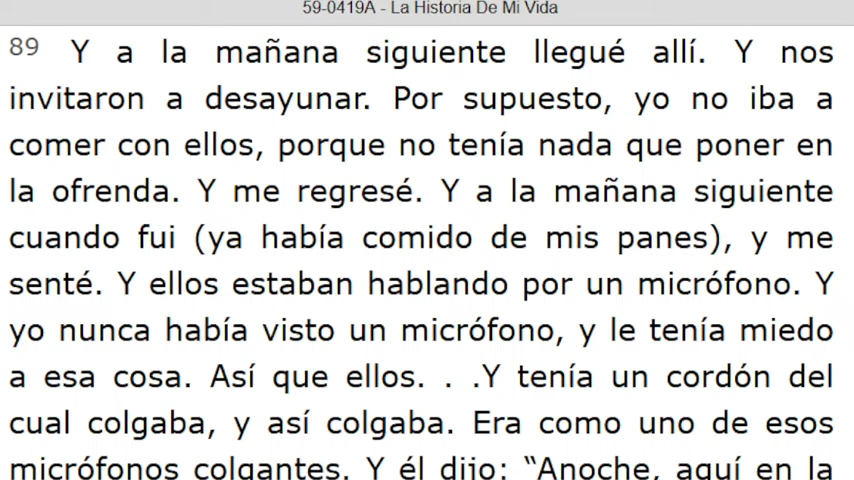 59-0419A - La Historia De Mi Vida
89 Y a la mañana siguiente llegué allí. Y nos
invitaron a desayunar. Por supuesto, yo no iba a
comer con ellos, porque no tenía nada que poner en
la ofrenda. Y me regresé. Y a la mañana siguiente
cuando fui (ya había comido de mis panes), y me
senté. Y ellos estaban hablando por un micrófono. Y
yo nunca había visto un micrófono, y le tenía miedo
a esa cosa. Así que ellos. . .Y tenía un cordón del
cual colgaba, y así colgaba. Era como uno de esos
micrófonos colgantes. Y él dijo: “Anoche, aquí en la